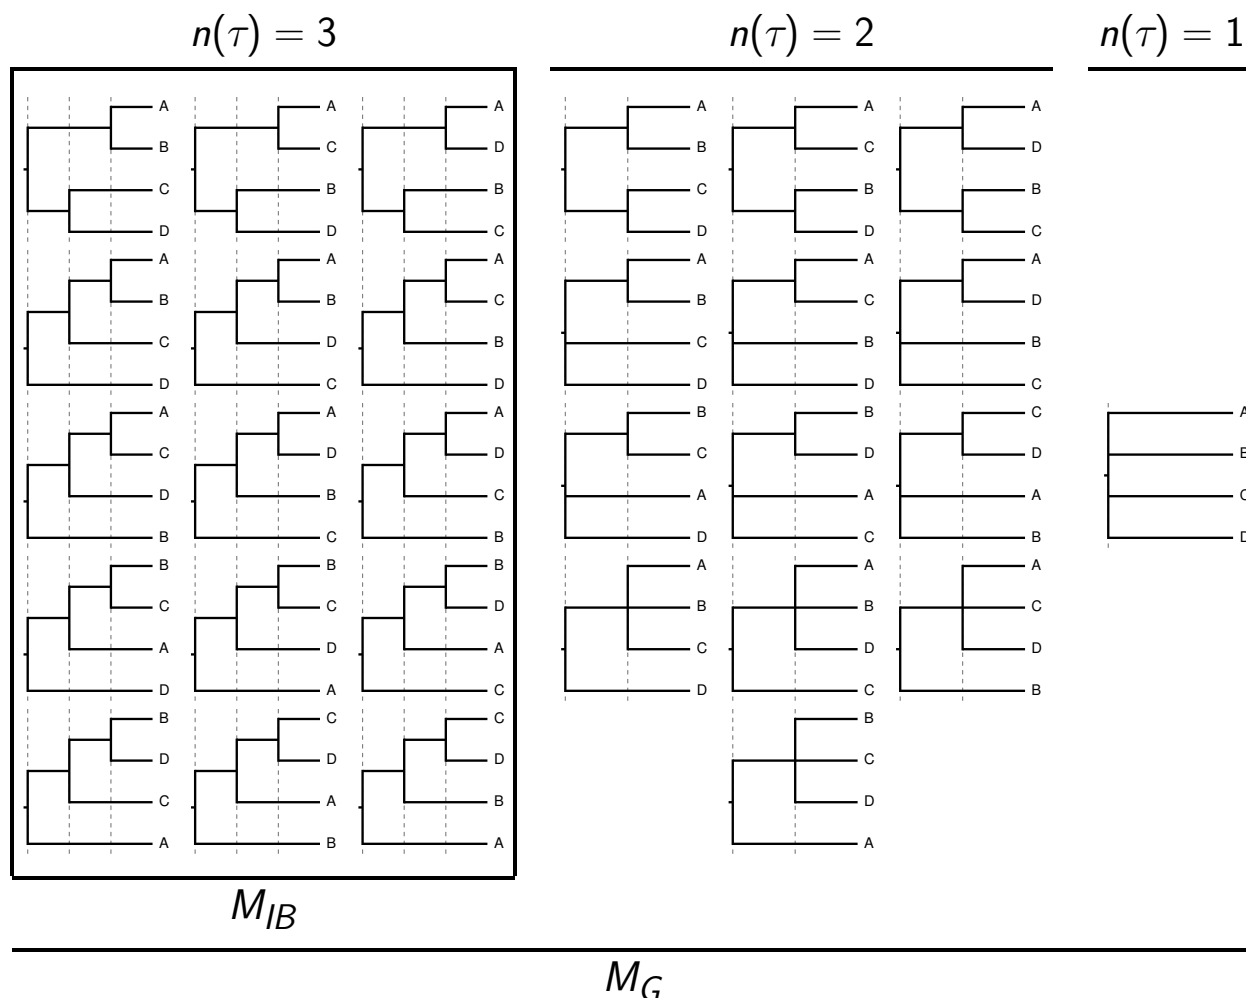 n(τ) = 3 n(τ) = 2 n(τ) = 1
A A A A A A
B C D B C D
C B B C B B
D D C D D C
A A A A A A
B B C B C D
C D B C B B
D C D D D C
A A A B B C A
C D D C D D B
D B C A A A C
B C B D C B D
B B B A A A
C C D B B C
A D A C D D
D A C D C B
B C C B
D D D C
C A B D
A B A A
M_IB
M_G